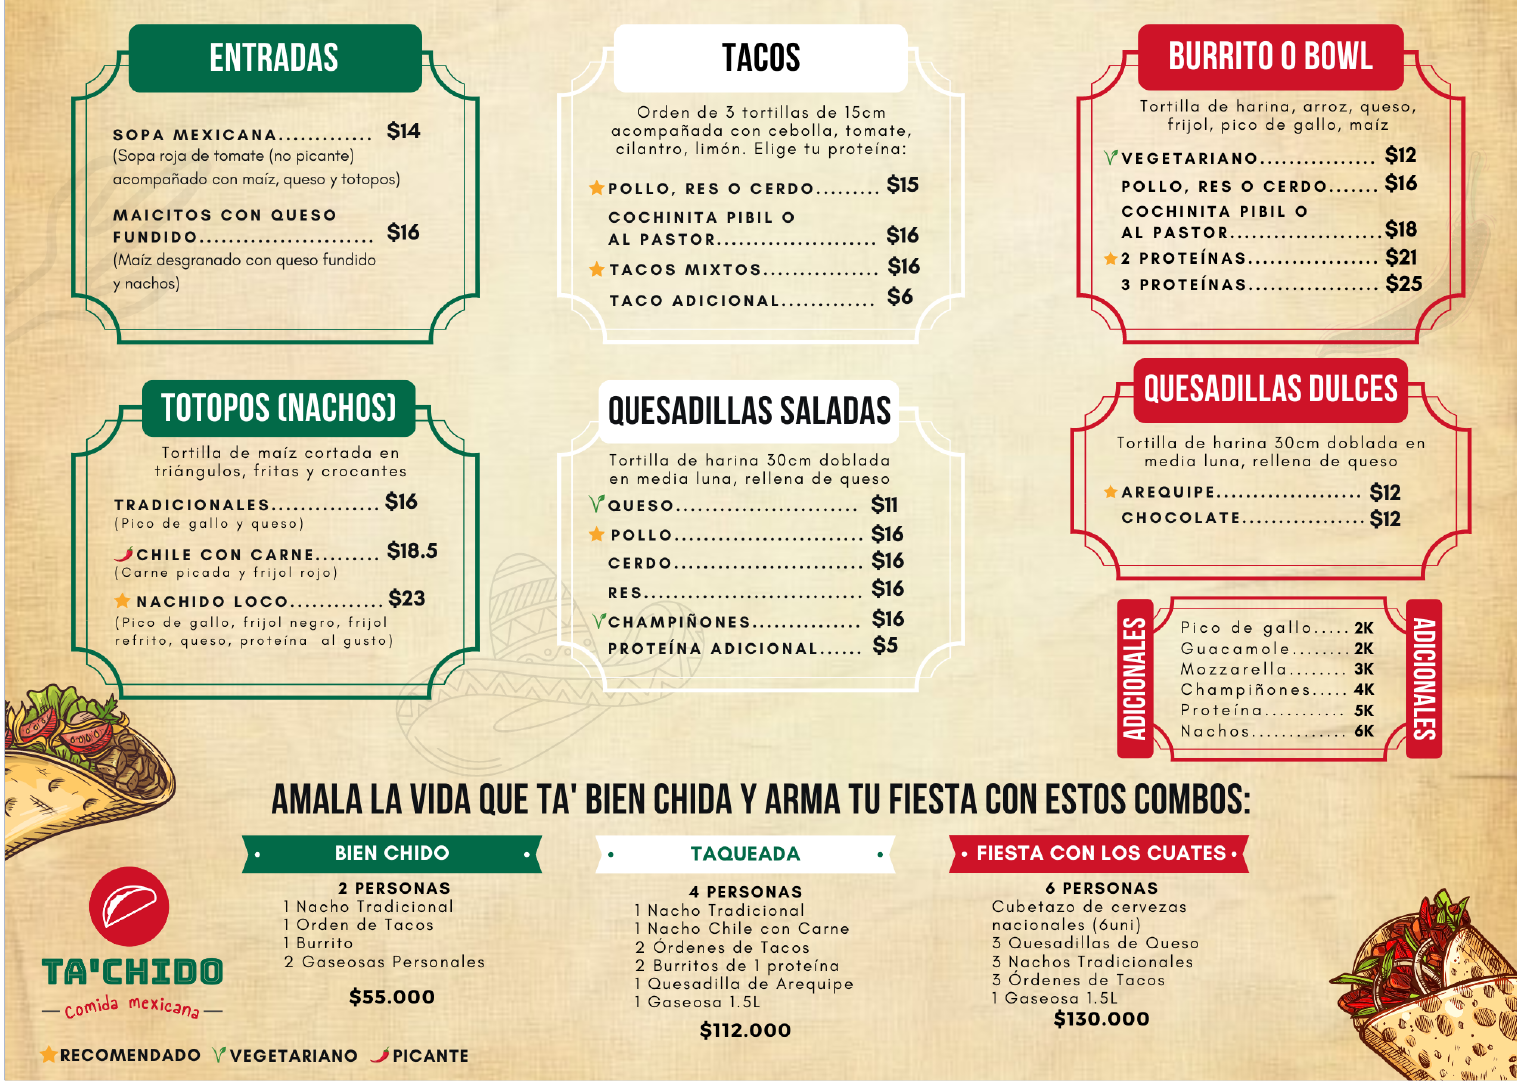 ENTRADAS
SOPA MEXICANA............. $14
(Sopa roja de tomate (no picante)
acompañado con maíz, queso y totopos)
MAICITOS CON QUESO
FUNDIDO........................ $16
(Maíz desgranado con queso fundido
y nachos)
TACOS
Orden de 3 tortillas de 15cm
acompañada con cebolla, tomate,
cilantro, limón. Elige tu proteína:
POLLO, RES O CERDO......... $15
COCHINITA PIBIL O
AL PASTOR...................... $16
TACOS MIXTOS................ $16
TACO ADICIONAL............. $6
BURRITO O BOWL
Tortilla de harina, arroz, queso,
frijol, pico de gallo, maíz
VEGETARIANO................ $12
POLLO, RES O CERDO....... $16
COCHINITA PIBIL O
AL PASTOR.....................$18
2 PROTEÍNAS.................. $21
3 PROTEÍNAS.................. $25
TOTOPOS (NACHOS)
Tortilla de maíz cortada en
triángulos, fritas y crocantes
TRADICIONALES............... $16
(Pico de gallo y queso)
CHILE CON CARNE......... $18.5
(Carne picada y frijol rojo)
NACHIDO LOCO............. $23
(Pico de gallo, frijol negro, frijol
refrito, queso, proteína al gusto)
QUESADILLAS SALADAS
Tortilla de harina 30cm doblada
en media luna, rellena de queso
QUESO......................... $11
POLLO.......................... $16
CERDO........................... $16
RES.............................. $16
CHAMPIÑONES............... $16
PROTEÍNA ADICIONAL...... $5
QUESADILLAS DULCES
Tortilla de harina 30cm doblada en
media luna, rellena de queso
AREQUIPE.................... $12
CHOCOLATE.................$12
ADICIONALES
Pico de gallo..... 2K
Guacamole........ 2K
Mozzarella........ 3K
Champiñones..... 4K
Proteína........... 5K
Nachos............. 6K
ADICIONALES
AMALA LA VIDA QUE TA' BIEN CHIDA Y ARMA TU FIESTA CON ESTOS COMBOS:
BIEN CHIDO
2 PERSONAS
1 Nacho Tradicional
1 Orden de Tacos
1 Burrito
2 Gaseosas Personales
$55.000
TAQUEADA
4 PERSONAS
1 Nacho Tradicional
1 Nacho Chile con Carne
2 Órdenes de Tacos
2 Burritos de 1 proteína
1 Quesadilla de Arequipe
1 Gaseosa 1.5L
$112.000
FIESTA CON LOS CUATES
6 PERSONAS
Cubetazo de cervezas
nacionales (6uni)
3 Quesadillas de Queso
3 Nachos Tradicionales
3 Órdenes de Tacos
1 Gaseosa 1.5L
$130.000
TA'CHIDO
comida mexicana
RECOMENDADO VEGETARIANO PICANTE